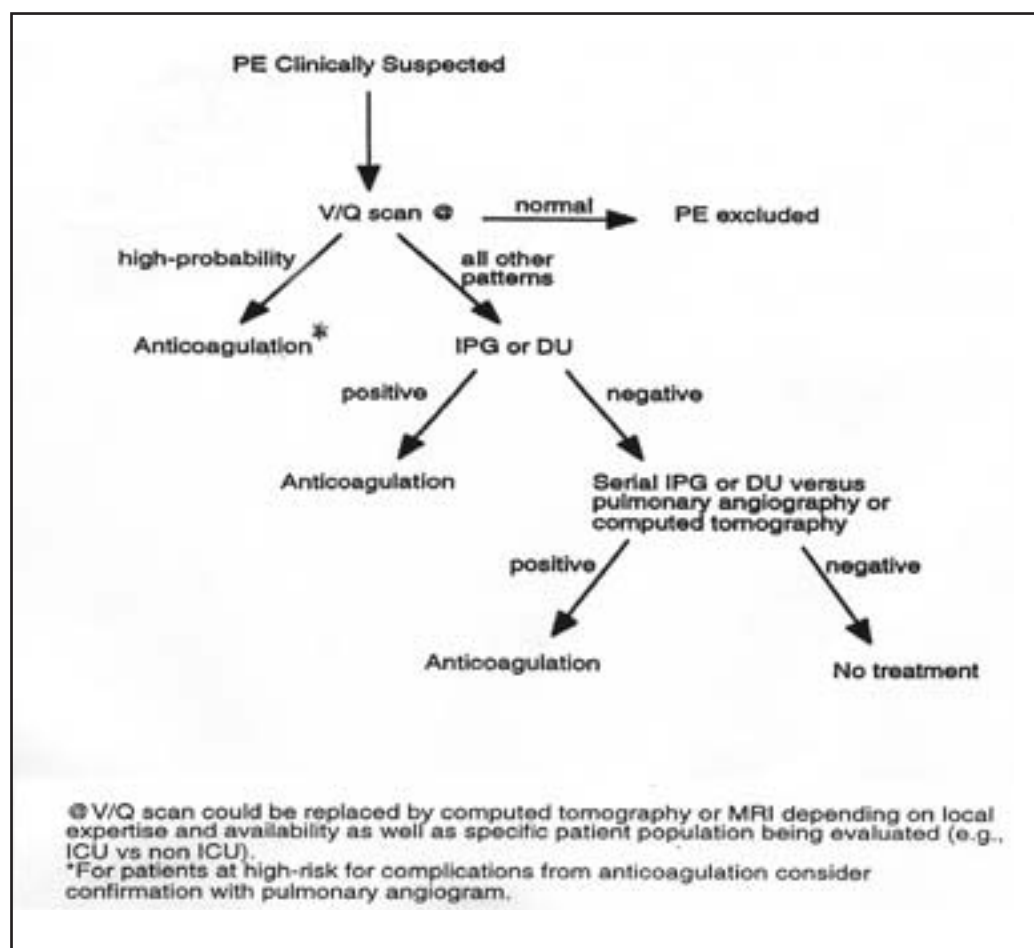 PE Clinically Suspected
V/Q scan @
normal
PE excluded
high-probability
all other
patterns
Anticoagulation*
IPG or DU
positive
negative
Anticoagulation
Serial IPG or DU versus
pulmonary angiography or
computed tomography
positive
negative
Anticoagulation
No treatment
@ V/Q scan could be replaced by computed tomography or MRI depending on local
expertise and availability as well as specific patient population being evaluated (e.g.,
ICU vs non ICU).
*For patients at high-risk for complications from anticoagulation consider
confirmation with pulmonary angiogram.